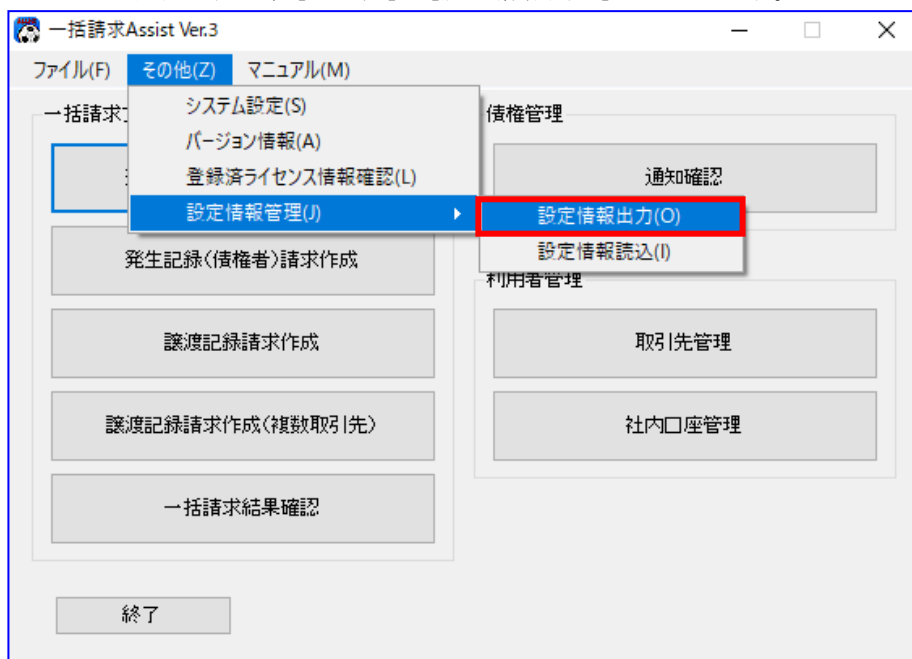 一括請求Assist Ver.3
ファイル(F) その他(Z) マニュアル(M)
システム設定(S)
バージョン情報(A)
登録済ライセンス情報確認(L)
設定情報管理(J)
設定情報出力(O)
設定情報読込(I)
一括請求
発生記録(債権者)請求作成
譲渡記録請求作成
譲渡記録請求作成(複数取引先)
一括請求結果確認
債権管理
通知確認
利用者管理
取引先管理
社内口座管理
終了